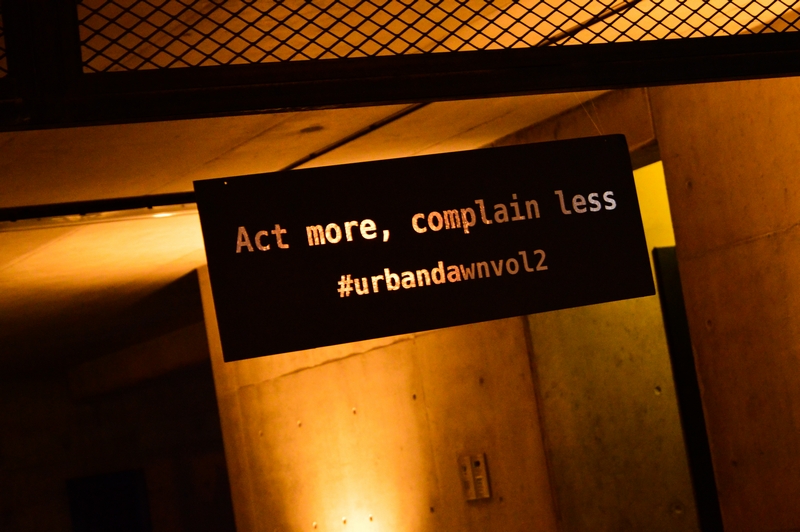 Act more, complain less
#urbandawnvol2